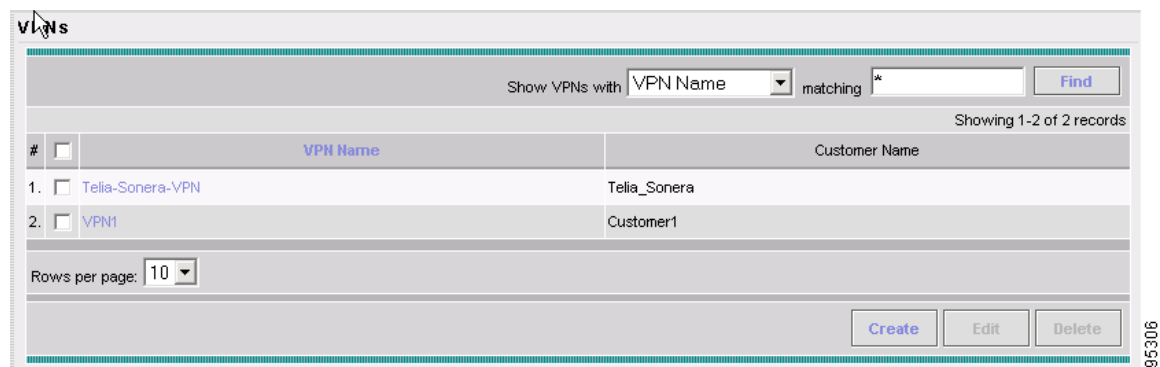 VPNs
Show VPNs with VPN Name matching * Find
Showing 1-2 of 2 records
# VPN Name Customer Name
1. Telia-Sonera-VPN Telia_Sonera
2. VPN1 Customer1
Rows per page: 10
Create Edit Delete
95306